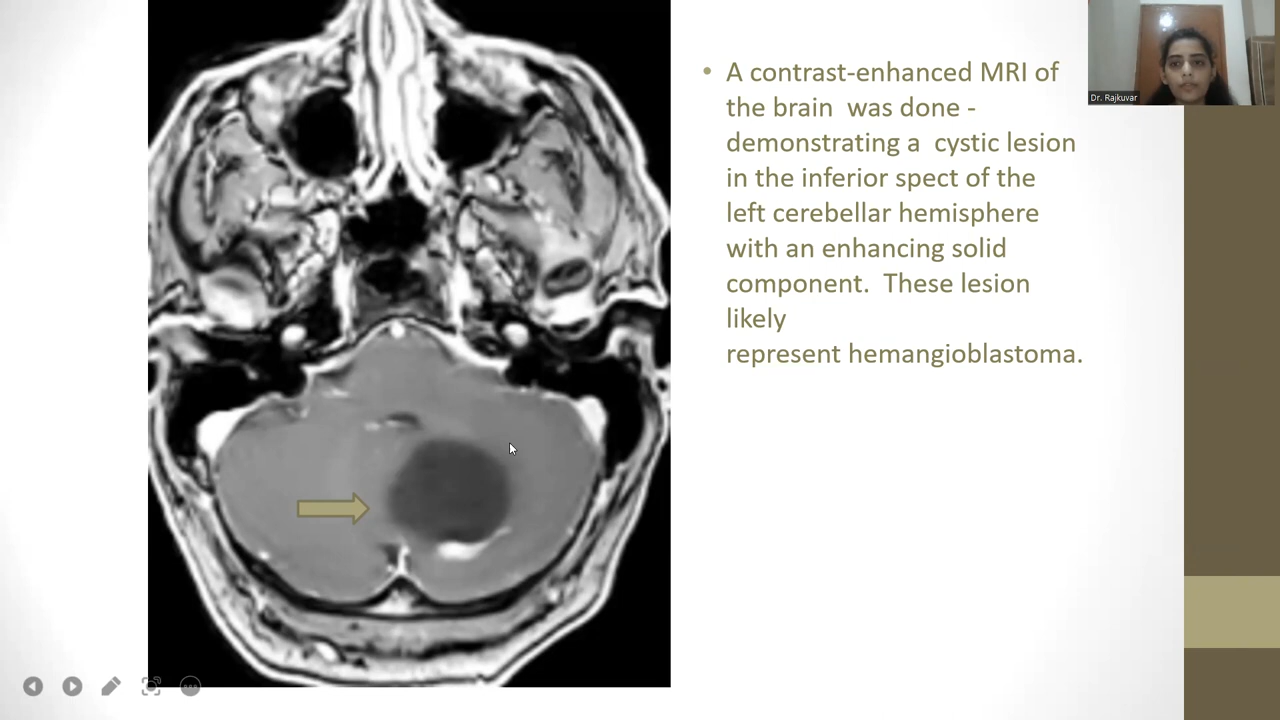 • A contrast-enhanced MRI of
the brain  was done -
demonstrating a  cystic lesion
in the inferior spect of the
left cerebellar hemisphere
with an enhancing solid
component.  These lesion
likely
represent hemangioblastoma.
Dr. Rajkuvar